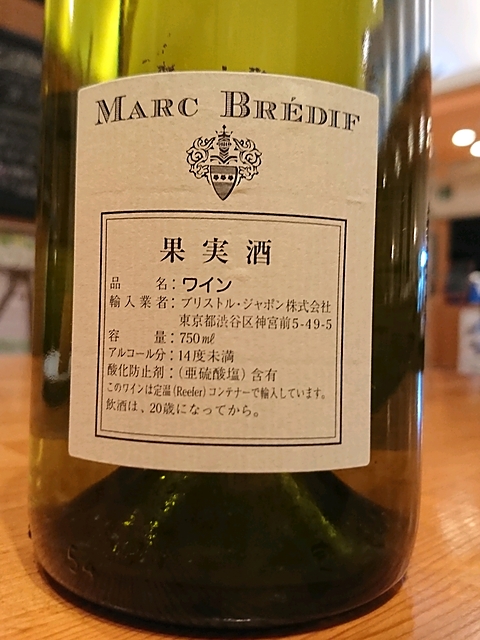 MARC BRÉDIF
果実酒
品名：ワイン
輸入業者：ブリストル・ジャポン株式会社
東京都渋谷区神宮前5-49-5
容量：750㎖
アルコール分：14度未満
酸化防止剤：(亜硫酸塩)含有
このワインは定温(Reefer)コンテナーで輸入しています。
飲酒は、20歳になってから。